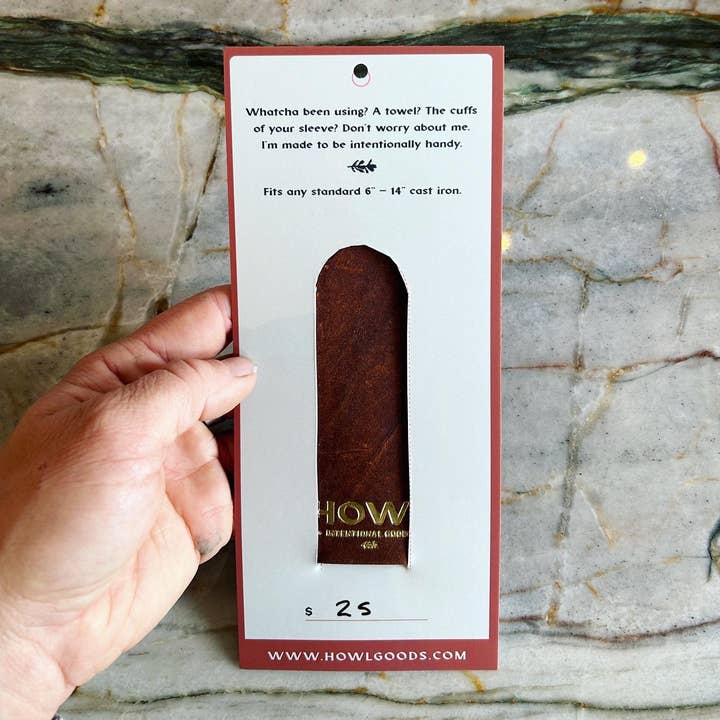 Whatcha been using? A towel? The cuffs
of your sleeve? Don't worry about me.
I'm made to be intentionally handy.
Fits any standard 6" – 14" cast iron.
HOW
INTENTIONAL GOOD
$ 25
WWW.HOWLGOODS.COM